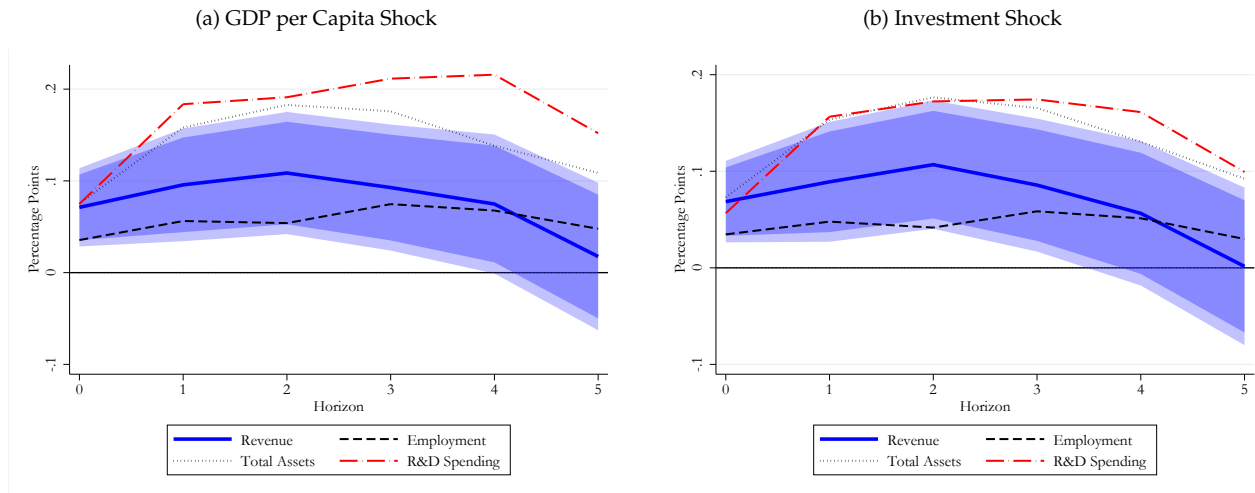 (a) GDP per Capita Shock
Percentage Points
.2
.1
0
-.1
0 1 2 3 4 5
Horizon
Revenue Employment
Total Assets R&D Spending
(b) Investment Shock
Percentage Points
.2
.1
0
-.1
0 1 2 3 4 5
Horizon
Revenue Employment
Total Assets R&D Spending